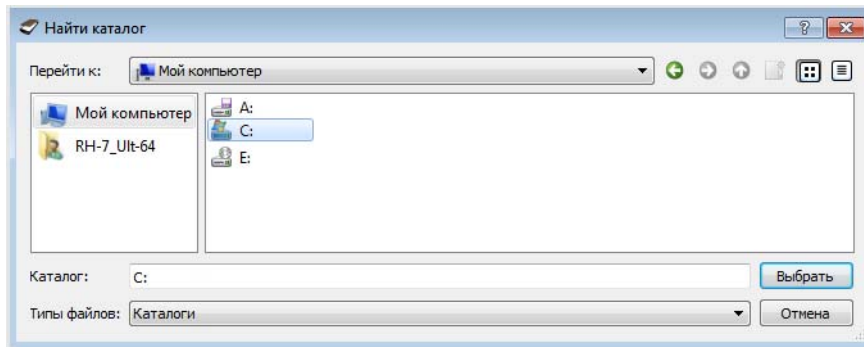 Найти каталог
Перейти к: Мой компьютер
Мой компьютер
RH-7_Ult-64
A:
C:
E:
Каталог: C: Выбрать
Типы файлов: Каталоги Отмена